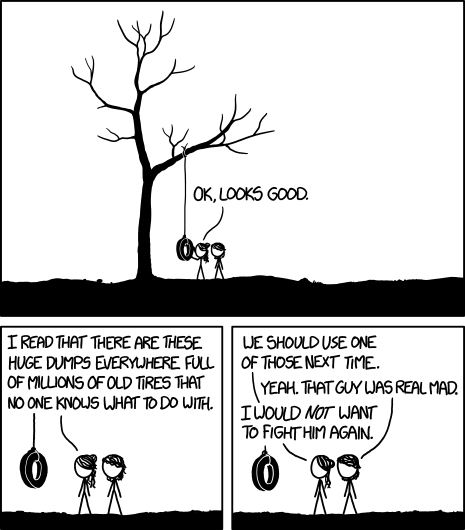 OK, LOOKS GOOD.
I READ THAT THERE ARE THESE
HUGE DUMPS EVERYWHERE FULL
OF MILLIONS OF OLD TIRES THAT
NO ONE KNOWS WHAT TO DO WITH.
WE SHOULD USE ONE
OF THOSE NEXT TIME.
YEAH. THAT GUY WAS REAL MAD.
I WOULD NOT WANT
TO FIGHT HIM AGAIN.